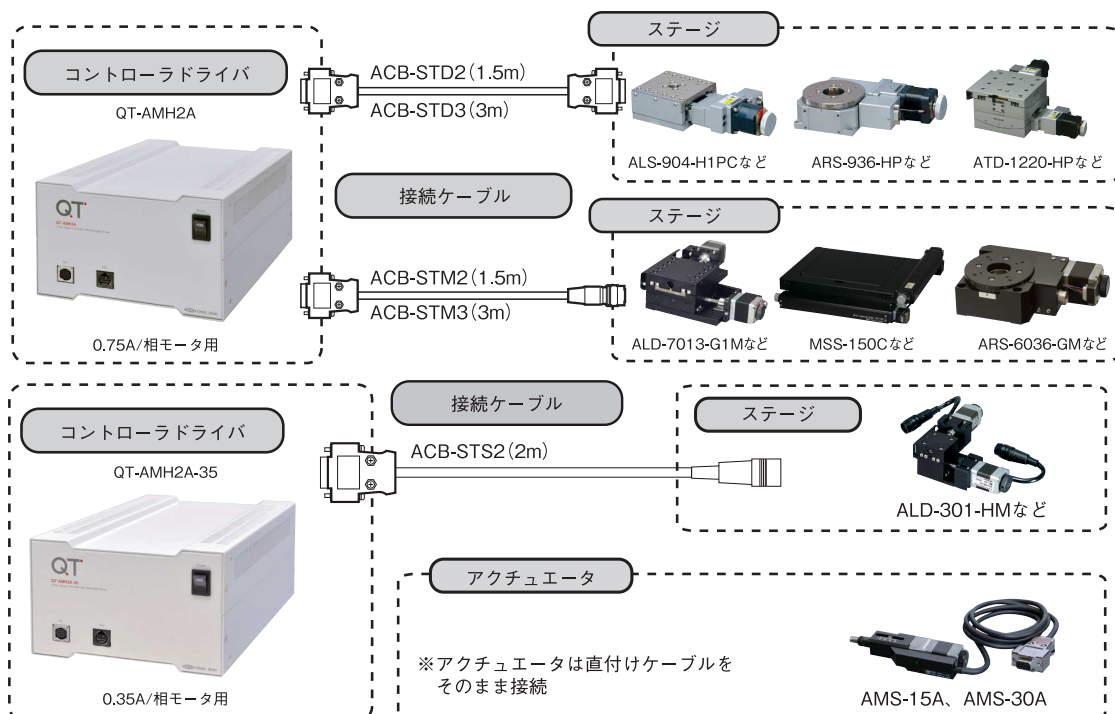 コントローラドライバ
QT-AMH2A
QT
QT-AMH2A
0.75A/相モータ用
ACB-STD2(1.5m)
ACB-STD3(3m)
ステージ
ALS-904-H1PCなど
ARS-936-HPなど
ATD-1220-HPなど
接続ケーブル
ACB-STM2(1.5m)
ACB-STM3(3m)
ステージ
ALD-7013-G1Mなど
MSS-150Cなど
ARS-6036-GMなど
コントローラドライバ
QT-AMH2A-35
QT
QT-AMH2A-35
0.35A/相モータ用
接続ケーブル
ACB-STS2(2m)
ステージ
ALD-301-HMなど
アクチュエータ
※アクチュエータは直付けケーブルを
そのまま接続
AMS-15A、AMS-30A